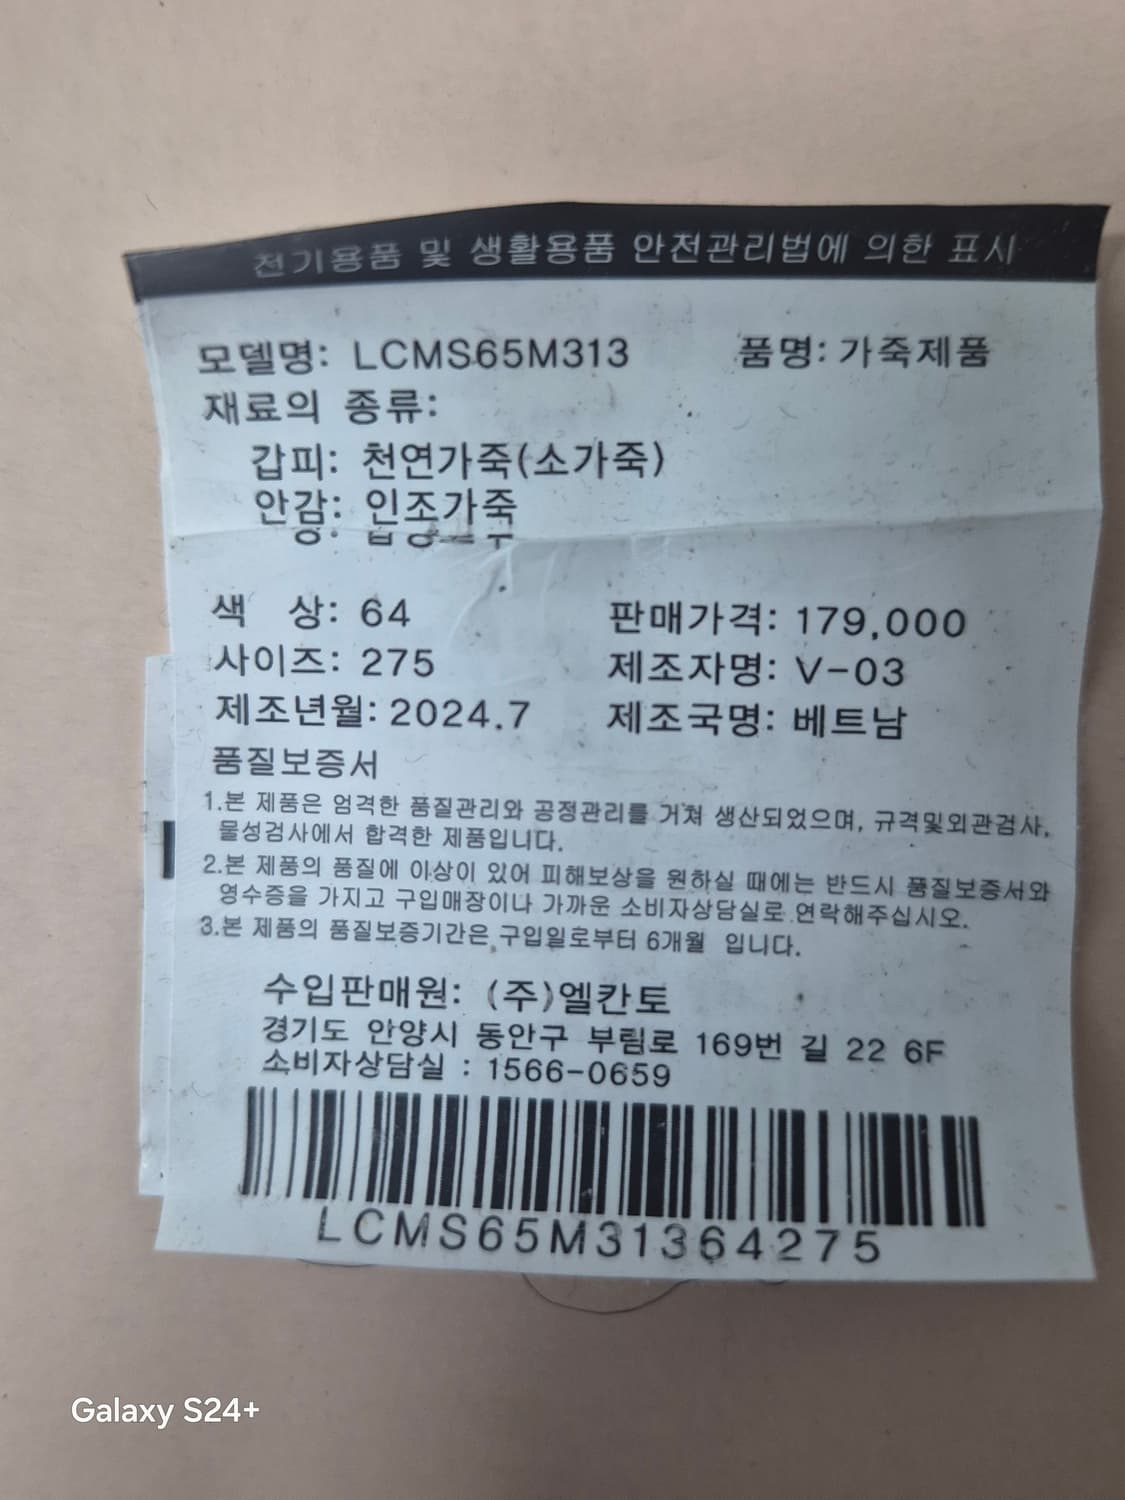 전기용품 및 생활용품 안전관리법에 의한 표시
모델명: LCMS65M313 품명: 가죽제품
재료의 종류:
갑피: 천연가죽(소가죽)
안감: 인조가죽
색 상: 64 판매가격: 179,000
사이즈: 275 제조자명: V-03
제조년월: 2024.7 제조국명: 베트남
품질보증서
1.본 제품은 엄격한 품질관리와 공정관리를 거쳐 생산되었으며, 규격및외관검사,
물성검사에서 합격한 제품입니다.
2.본 제품의 품질에 이상이 있어 피해보상을 원하실 때에는 반드시 품질보증서와
영수증을 가지고 구입매장이나 가까운 소비자상담실로 연락해주십시오.
3.본 제품의 품질보증기간은 구입일로부터 6개월 입니다.
수입판매원: (주)엘칸토
경기도 안양시 동안구 부림로 169번 길 22 6F
소비자상담실 : 1566-0659
LCMS65M31364275
Galaxy S24+